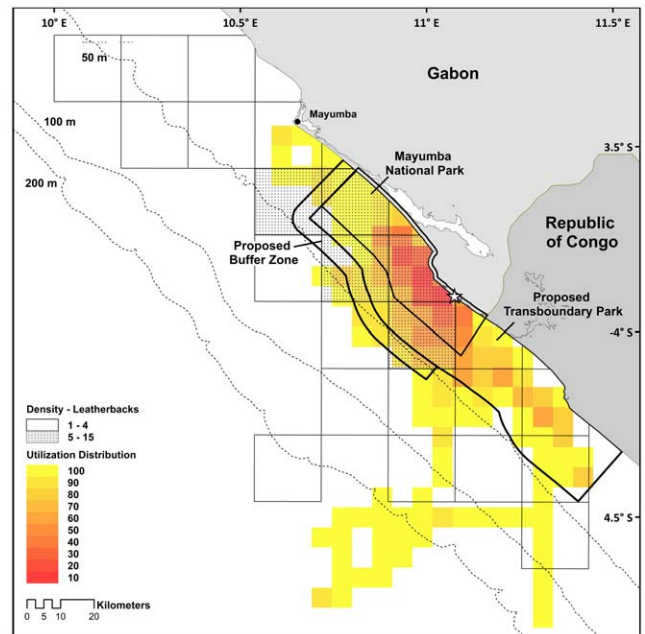 10° E
10.5° E
11° E
11.5° E
50 m
Gabon
100 m
Mayumba
3.5° S
200 m
Mayumba
National Park
Republic
of Congo
Proposed
Buffer Zone
Proposed
Transboundary Park
-4° S
Density - Leatherbacks
1 - 4
5 - 15
Utilization Distribution
100
90
80
70
60
50
40
30
20
10
4.5° S
Kilometers
0 5 10 20